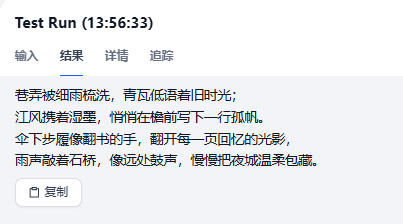 Test Run (13:56:33)
输入 结果 详情 追踪
巷弄被细雨梳洗，青瓦低语着旧时光；
江风携着湿墨，悄悄在檐前写下一行孤帆。
伞下步履像翻书的手，翻开每一页回忆的光影，
雨声敲着石桥，像远处鼓声，慢慢把夜城温柔包藏。
复制